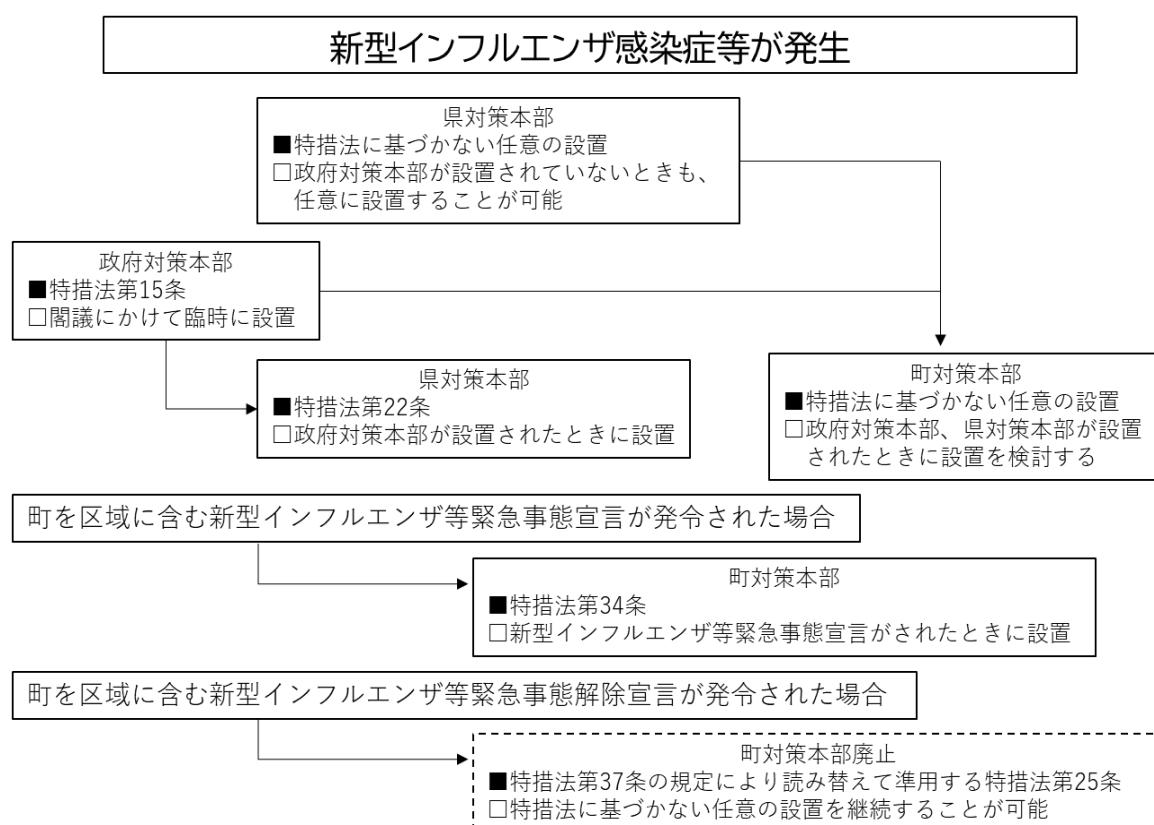 新型インフルエンザ感染症等が発生
県対策本部
■特措法に基づかない任意の設置
□政府対策本部が設置されていないときも、
任意に設置することが可能
政府対策本部
■特措法第15条
□閣議にかけて臨時に設置
県対策本部
■特措法第22条
□政府対策本部が設置されたときに設置
町対策本部
■特措法に基づかない任意の設置
□政府対策本部、県対策本部が設置
されたときに設置を検討する
町を区域に含む新型インフルエンザ等緊急事態宣言が発令された場合
町対策本部
■特措法第34条
□新型インフルエンザ等緊急事態宣言がされたときに設置
町を区域に含む新型インフルエンザ等緊急事態解除宣言が発令された場合
町対策本部廃止
■特措法第37条の規定により読み替えて準用する特措法第25条
□特措法に基づかない任意の設置を継続することが可能